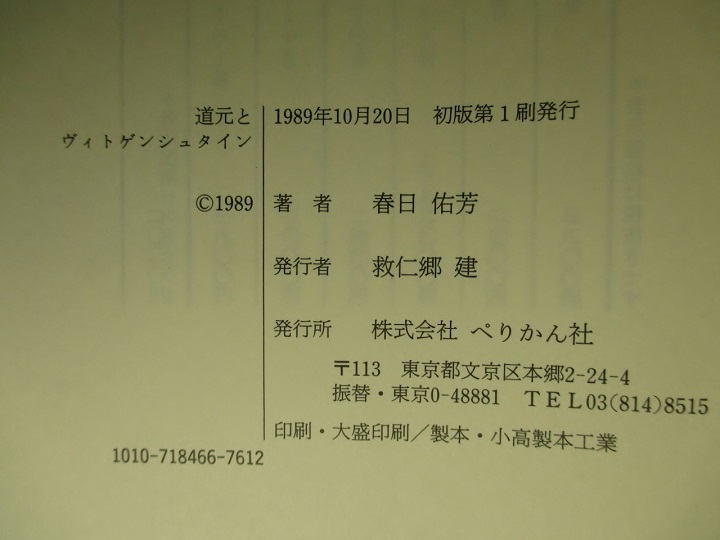 道元と
ヴィトゲンシュタイン
©1989
1989年10月20日　初版第1刷発行
著　者　春日 佑芳
発行者　救仁郷 建
発行所　株式会社 ぺりかん社
〒113　東京都文京区本郷2-24-4
振替・東京0-48881　ＴＥＬ03(814)8515
印刷・大盛印刷／製本・小高製本工業
1010-718466-7612